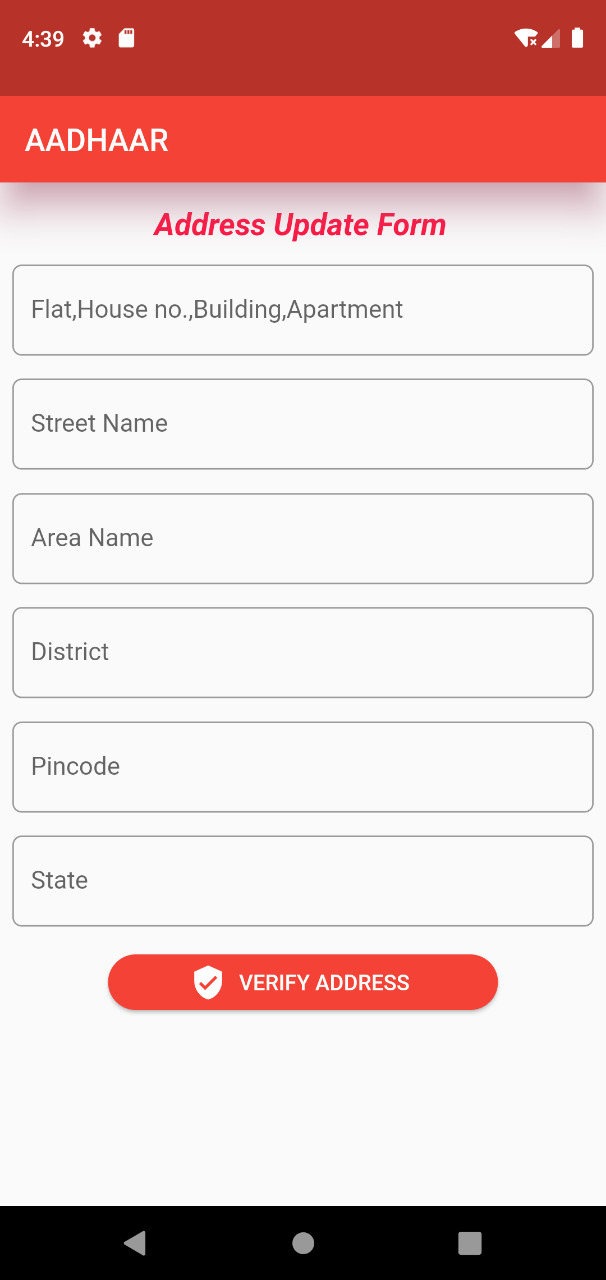 4:39
AADHAAR
Address Update Form
Flat,House no.,Building,Apartment
Street Name
Area Name
District
Pincode
State
VERIFY ADDRESS